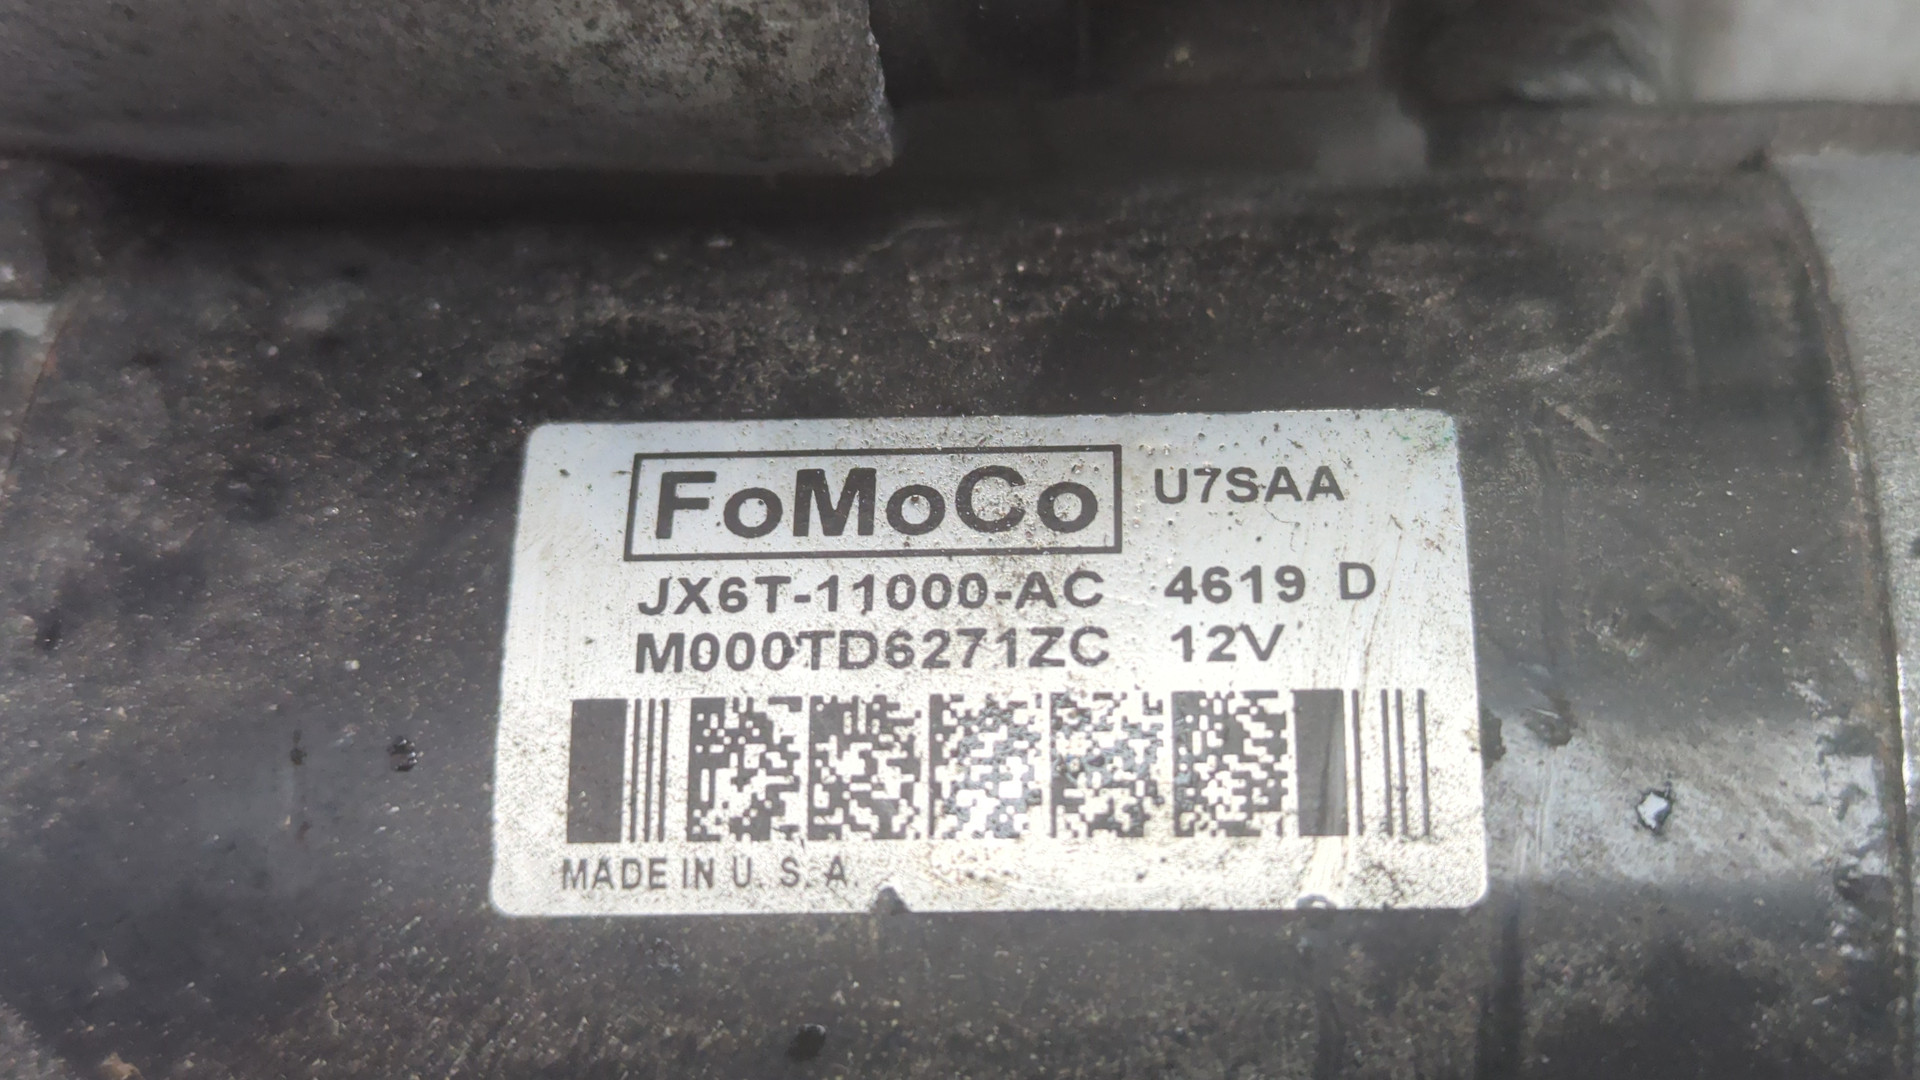 FoMoCo U7SAA
JX6T-11000-AC 4619 D
M000TD6271ZC 12V
MADE IN U. S. A.